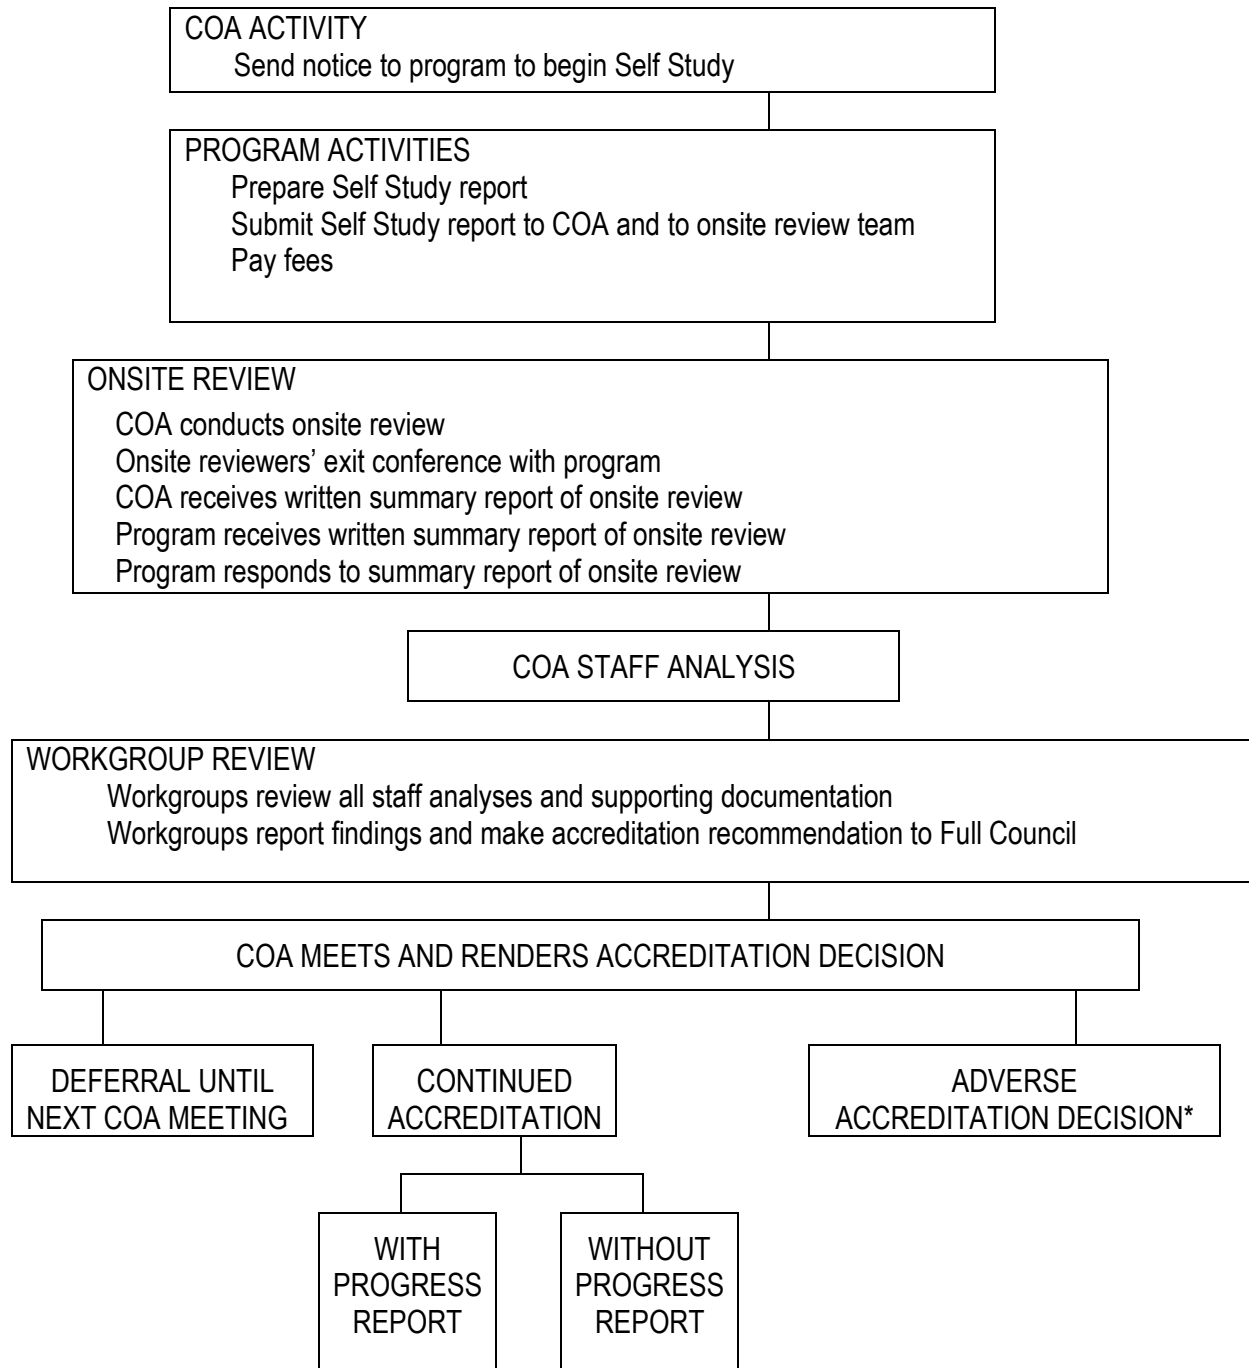 COA ACTIVITY
Send notice to program to begin Self Study
PROGRAM ACTIVITIES
Prepare Self Study report
Submit Self Study report to COA and to onsite review team
Pay fees
ONSITE REVIEW
COA conducts onsite review
Onsite reviewers’ exit conference with program
COA receives written summary report of onsite review
Program receives written summary report of onsite review
Program responds to summary report of onsite review
COA STAFF ANALYSIS
WORKGROUP REVIEW
Workgroups review all staff analyses and supporting documentation
Workgroups report findings and make accreditation recommendation to Full Council
COA MEETS AND RENDERS ACCREDITATION DECISION
DEFERRAL UNTIL
NEXT COA MEETING
CONTINUED
ACCREDITATION
ADVERSE
ACCREDITATION DECISION*
WITH
PROGRESS
REPORT
WITHOUT
PROGRESS
REPORT